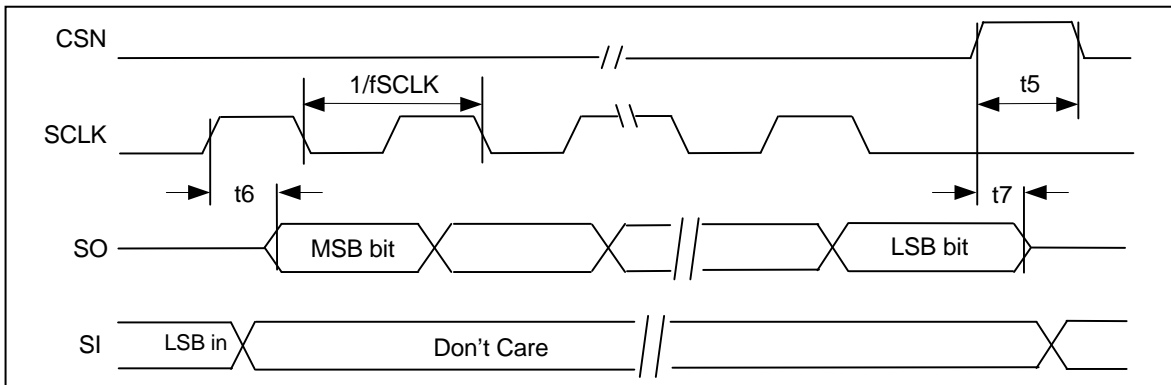 CSN
t5
1/fSCLK
SCLK
t6
t7
SO
MSB bit
LSB bit
SI
LSB in
Don't Care